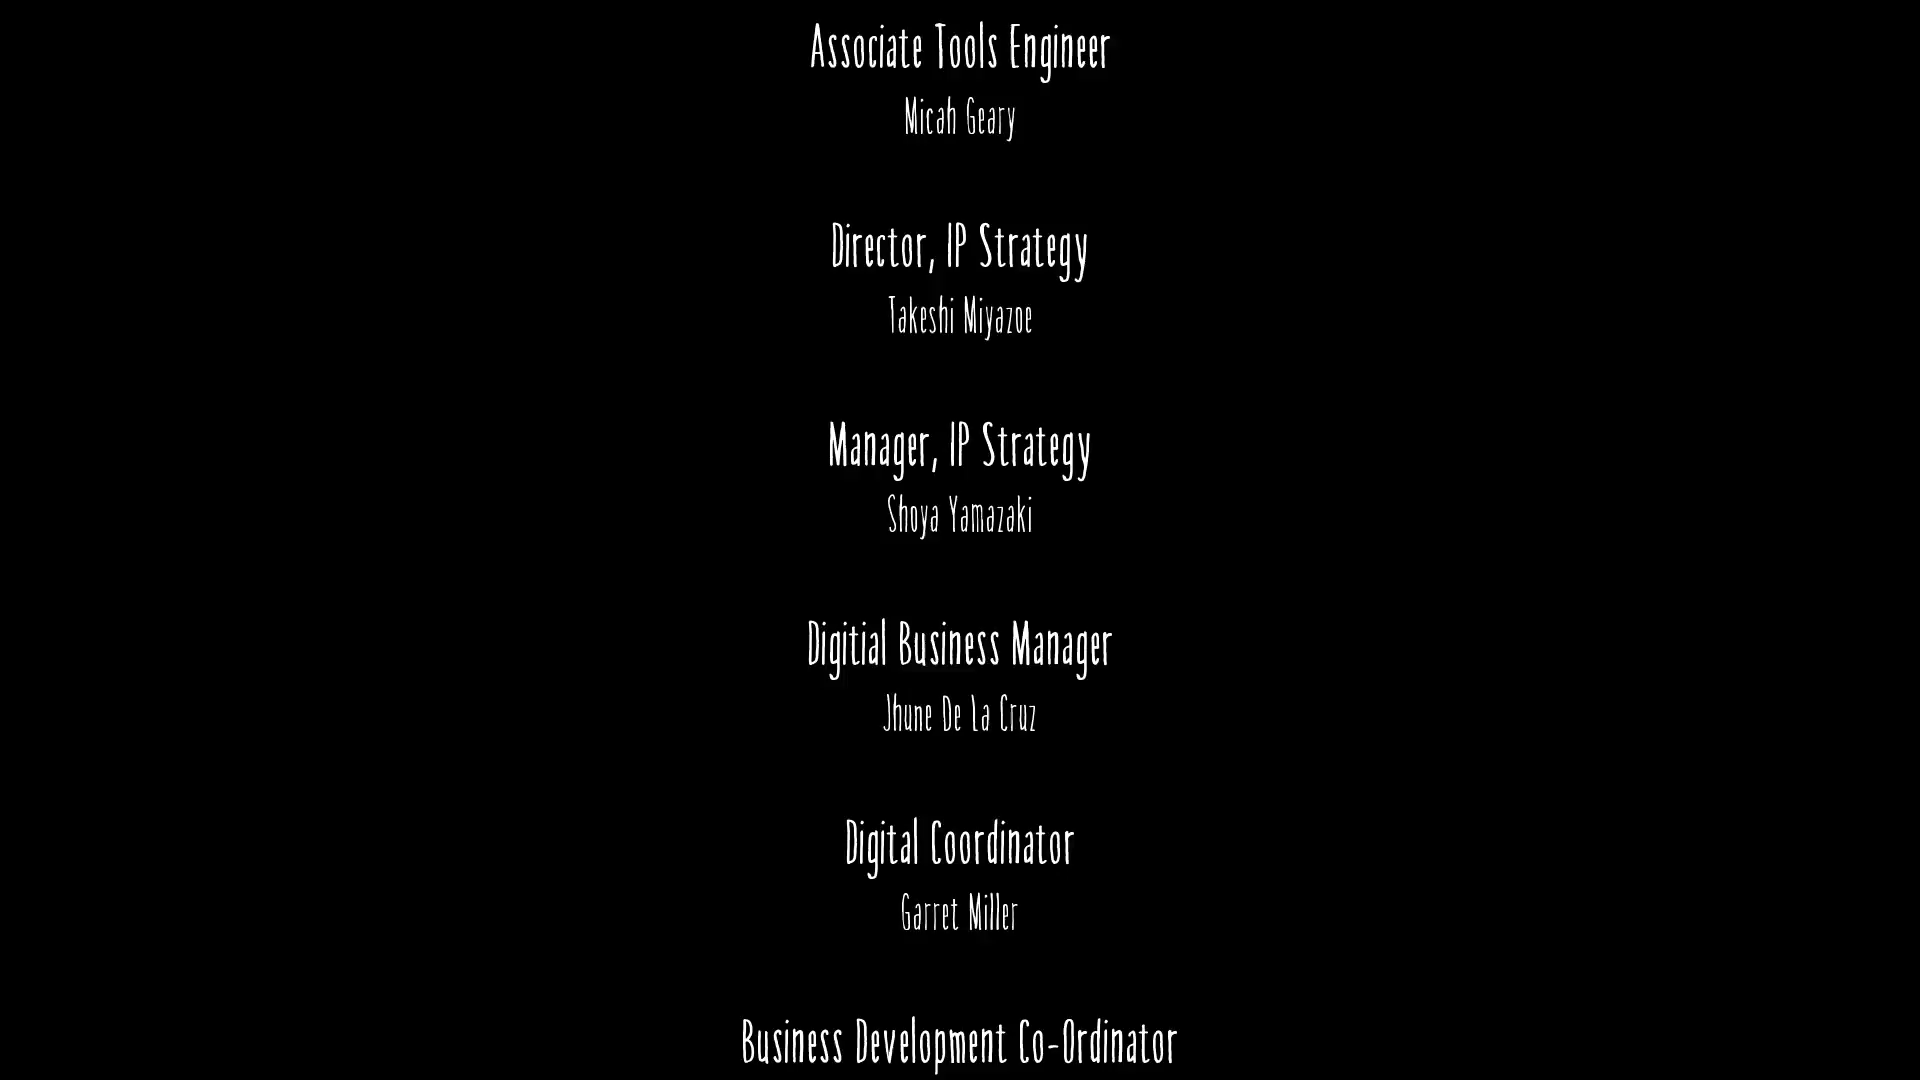 Associate Tools Engineer
Micah Geary
Director, IP Strategy
Takeshi Miyazoe
Manager, IP Strategy
Shoya Yamazaki
Digitial Business Manager
Jhune De La Cruz
Digital Coordinator
Garret Miller
Business Development Co-Ordinator